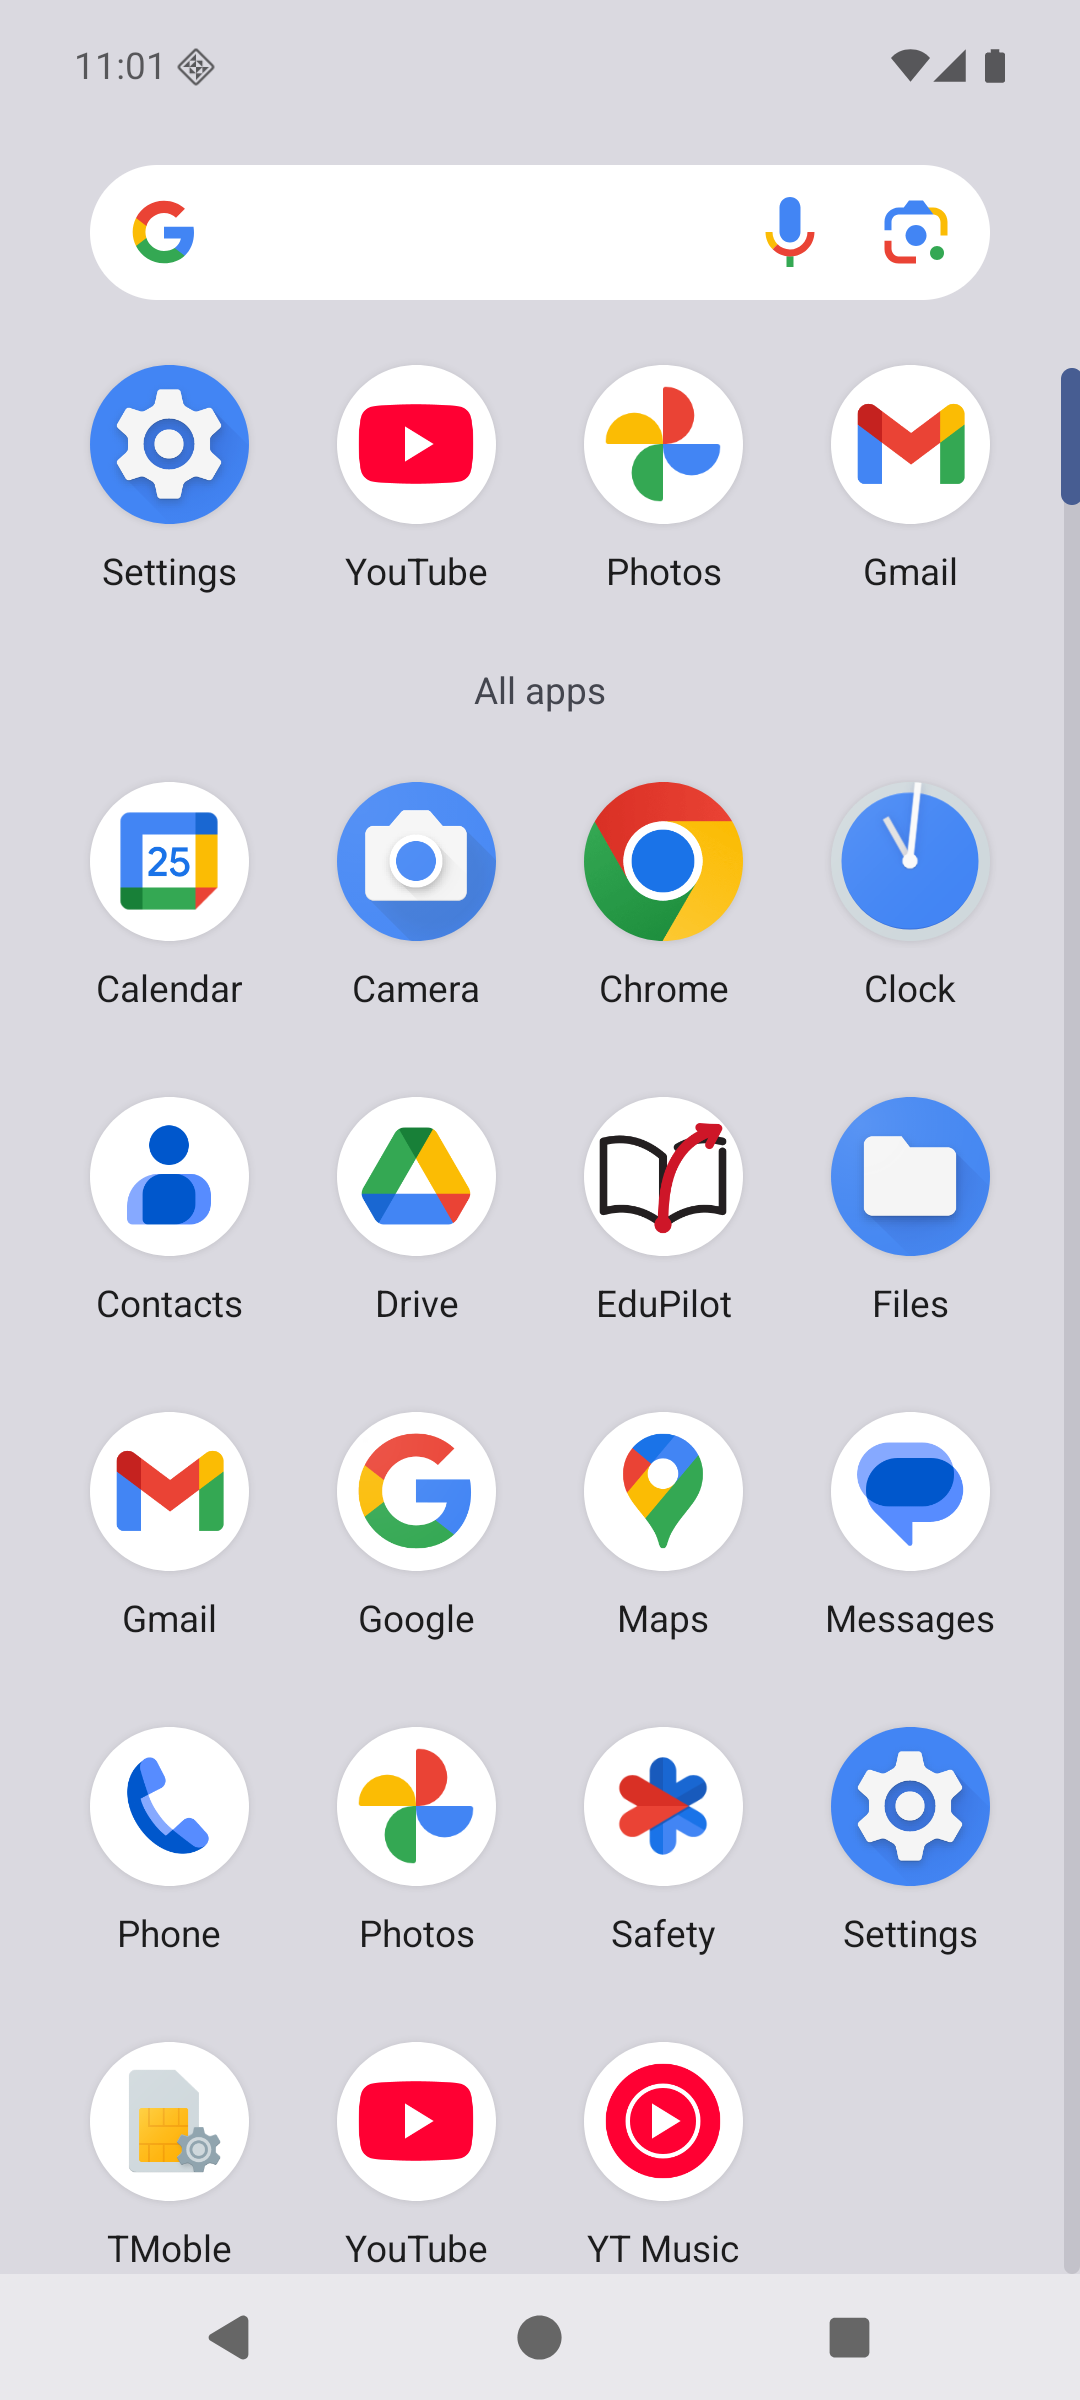 11:01
Settings YouTube Photos Gmail
All apps
25
Calendar Camera Chrome Clock
Contacts Drive EduPilot Files
Gmail Google Maps Messages
Phone Photos Safety Settings
TMoble YouTube YT Music